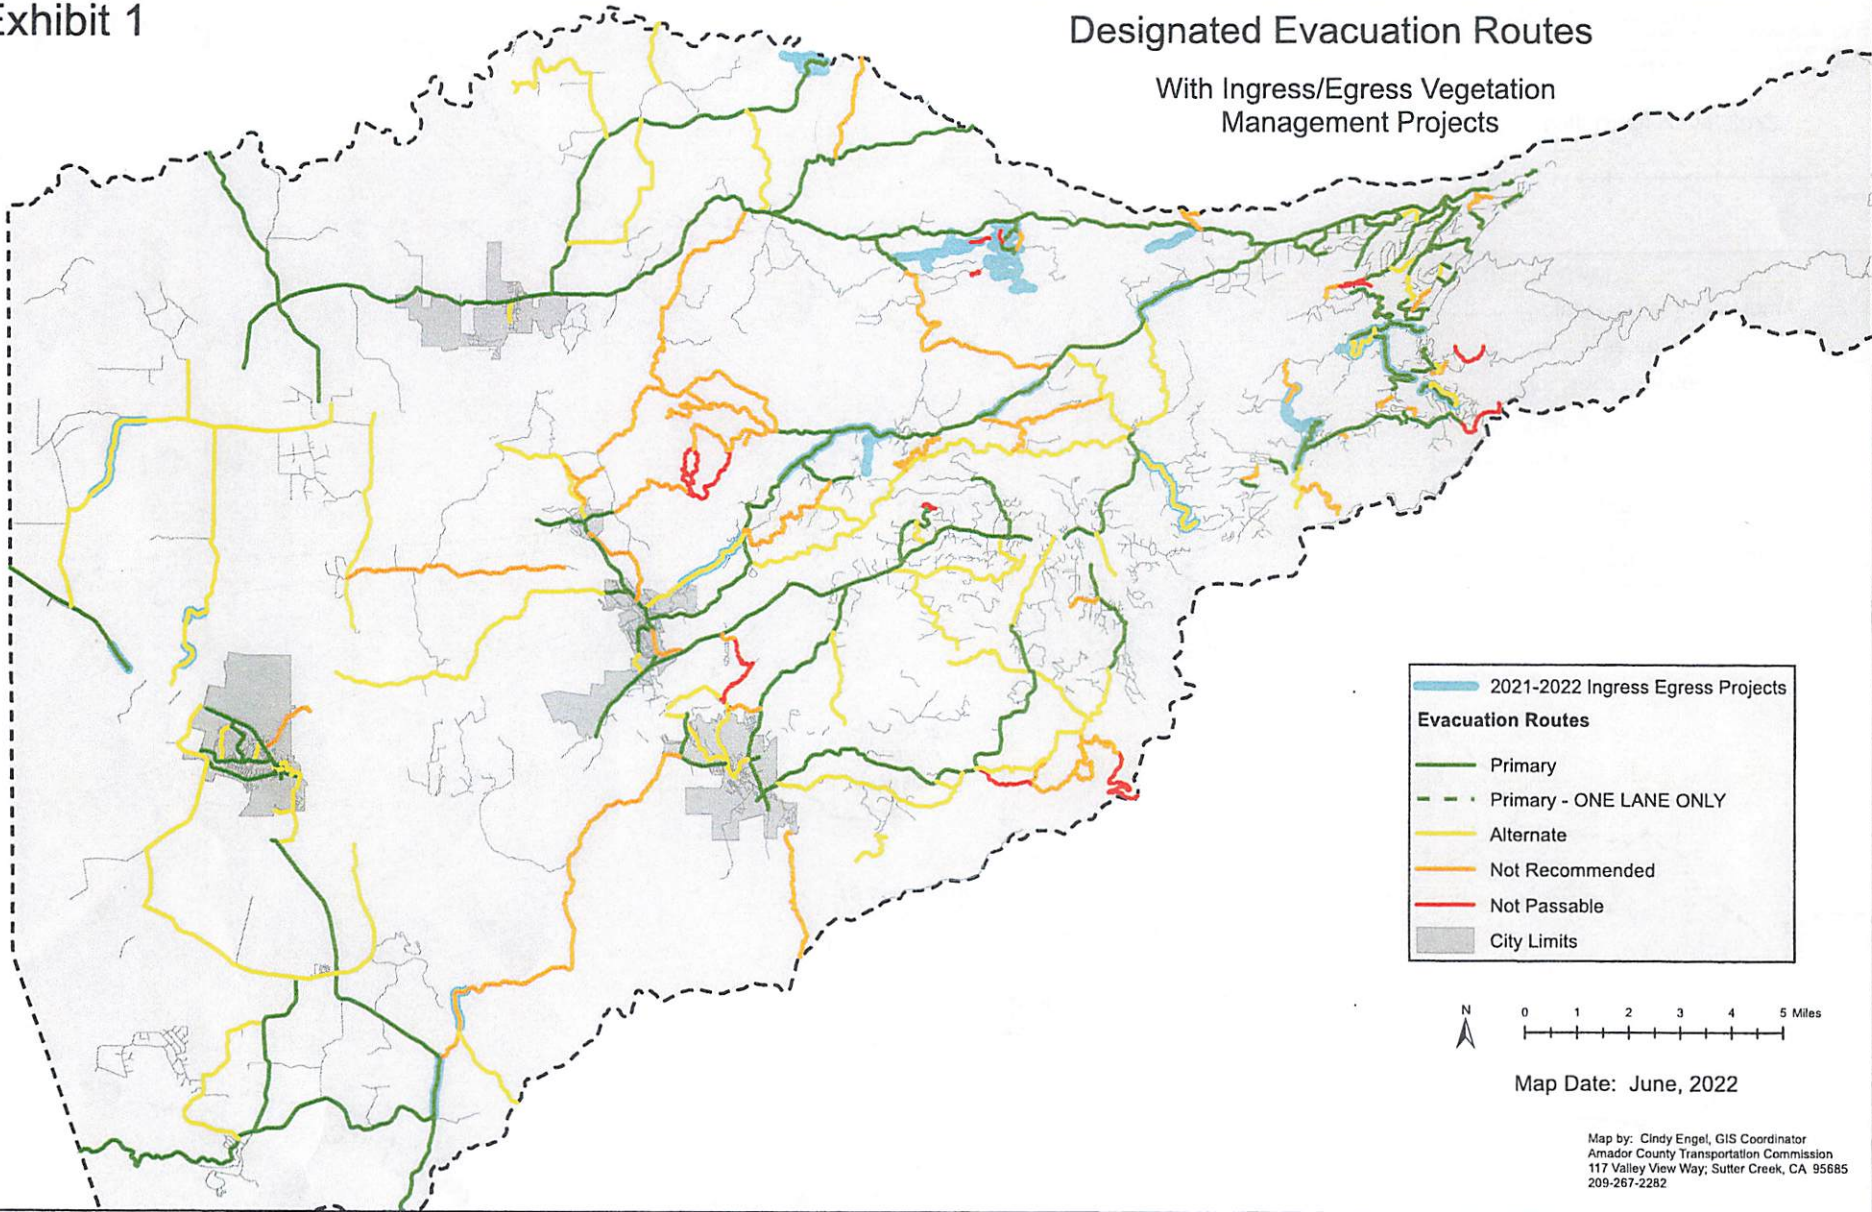 Exhibit 1
Designated Evacuation Routes
With Ingress/Egress Vegetation
Management Projects
2021-2022 Ingress Egress Projects
Evacuation Routes
Primary
Primary - ONE LANE ONLY
Alternate
Not Recommended
Not Passable
City Limits
N
0 1 2 3 4 5 Miles
Map Date: June, 2022
Map by: Cindy Engel, GIS Coordinator
Amador County Transportation Commission
117 Valley View Way; Sutter Creek, CA 95685
209-267-2282